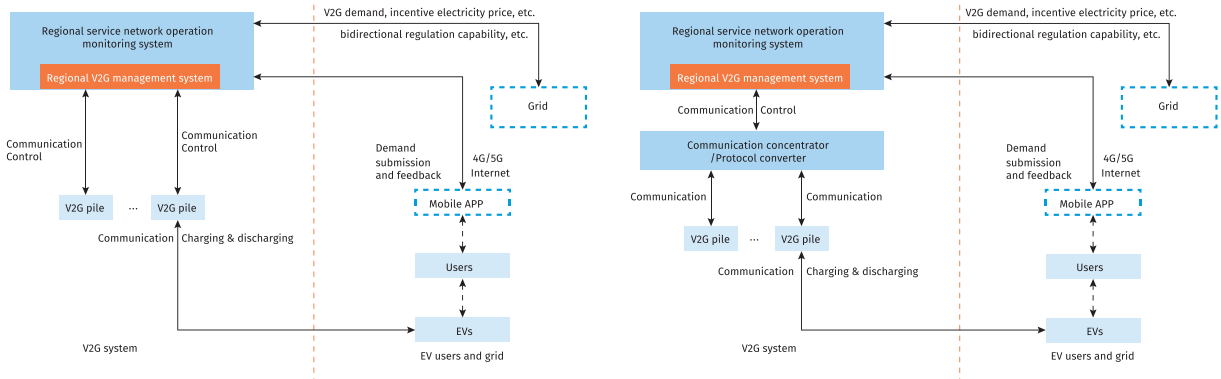 V2G demand, incentive electricity price, etc.
bidirectional regulation capability, etc.
Regional service network operation
monitoring system
Regional V2G management system
Grid
Communication
Control
Communication
Control
Demand
submission
and feedback
4G/5G
Internet
Mobile APP
V2G pile
...
V2G pile
Communication
Charging & discharging
Users
EVs
V2G system
EV users and grid
V2G demand, incentive electricity price, etc.
bidirectional regulation capability, etc.
Regional service network operation
monitoring system
Regional V2G management system
Grid
Communication
Control
Communication concentrator
/Protocol converter
Demand
submission
and feedback
4G/5G
Internet
Communication
Communication
Mobile APP
V2G pile
...
V2G pile
Communication
Charging & discharging
Users
EVs
V2G system
EV users and grid